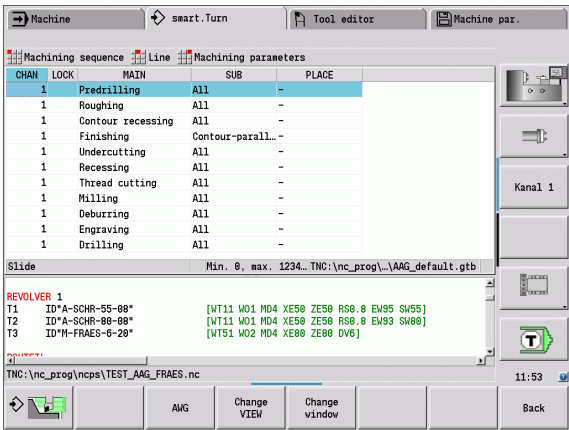 Machine smart.Turn Tool editor Machine par.
Machining sequence Line Machining parameters
CHAN LOCK MAIN SUB PLACE
1 Predrilling All –
1 Roughing All –
1 Contour recessing All –
1 Finishing Contour-parall… –
1 Undercutting All –
1 Recessing All –
1 Thread cutting All –
1 Milling All –
1 Deburring All –
1 Engraving All –
1 Drilling All –
Kanal 1
Slide Min. 0, max. 1234… TNC:\nc_prog\…\AAG_default.gtb
REVOLVER 1
T1 ID"A-SCHR-55-08" [WT11 WO1 MD4 XE50 ZE50 RS0.8 EW95 SW55]
T2 ID"A-SCHR-80-08" [WT11 WO1 MD4 XE50 ZE50 RS0.8 EW93 SW80]
T3 ID"M-FRAES-6-20" [WT51 WO2 MD4 XE80 ZE80 DV6]
T
TNC:\nc_prog\ncps\TEST_AAG_FRAES.nc
11:53
AWG Change VIEW Change window Back